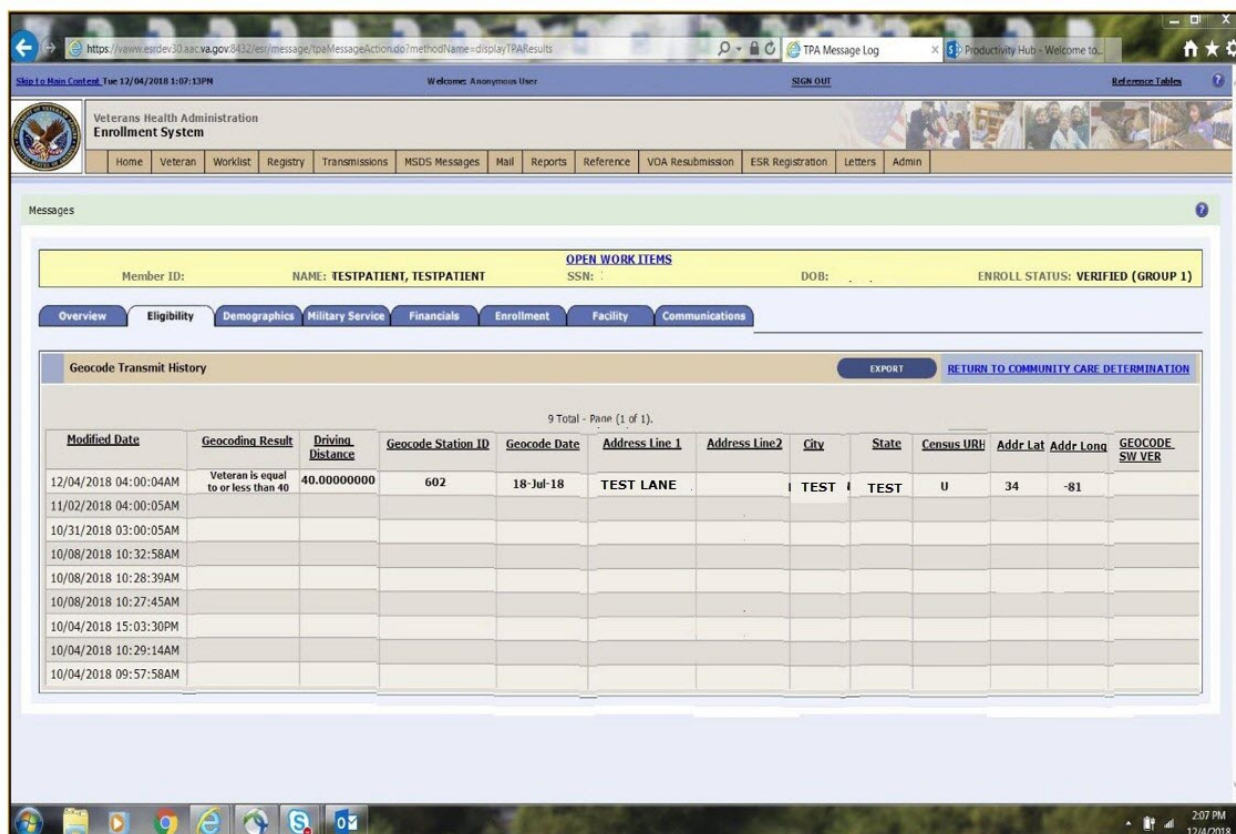 https://vaww.esrdev30.aac.va.gov:8432/esr/message/tpaMessageAction.do?methodName=displayTPAResults TPA Message Log Productivity Hub - Welcome to...
Skip to Main Content Tue 12/04/2018 1:07:13PM Welcome: Anonymous User SIGN OUT Reference Tables
Veterans Health Administration
Enrollment System
Home Veteran Worklist Registry Transmissions MSDS Messages Mail Reports Reference VOA Resubmission ESR Registration Letters Admin
Messages
OPEN WORK ITEMS
Member ID: NAME: TESTPATIENT, TESTPATIENT SSN: DOB: ENROLL STATUS: VERIFIED (GROUP 1)
Overview Eligibility Demographics Military Service Financials Enrollment Facility Communications
Geocode Transmit History EXPORT RETURN TO COMMUNITY CARE DETERMINATION
9 Total - Page (1 of 1).
Modified Date Geocoding Result Driving Distance Geocode Station ID Geocode Date Address Line 1 Address Line2 City State Census URH Addr Lat Addr Long GEOCODE SW VER
12/04/2018 04:00:04AM Veteran is equal to or less than 40 40.00000000 602 18-Jul-18 TEST LANE TEST TEST U 34 -81
11/02/2018 04:00:05AM
10/31/2018 03:00:05AM
10/08/2018 10:32:58AM
10/08/2018 10:28:39AM
10/08/2018 10:27:45AM
10/04/2018 15:03:30PM
10/04/2018 10:29:14AM
10/04/2018 09:57:58AM
2:07 PM
12/4/2018